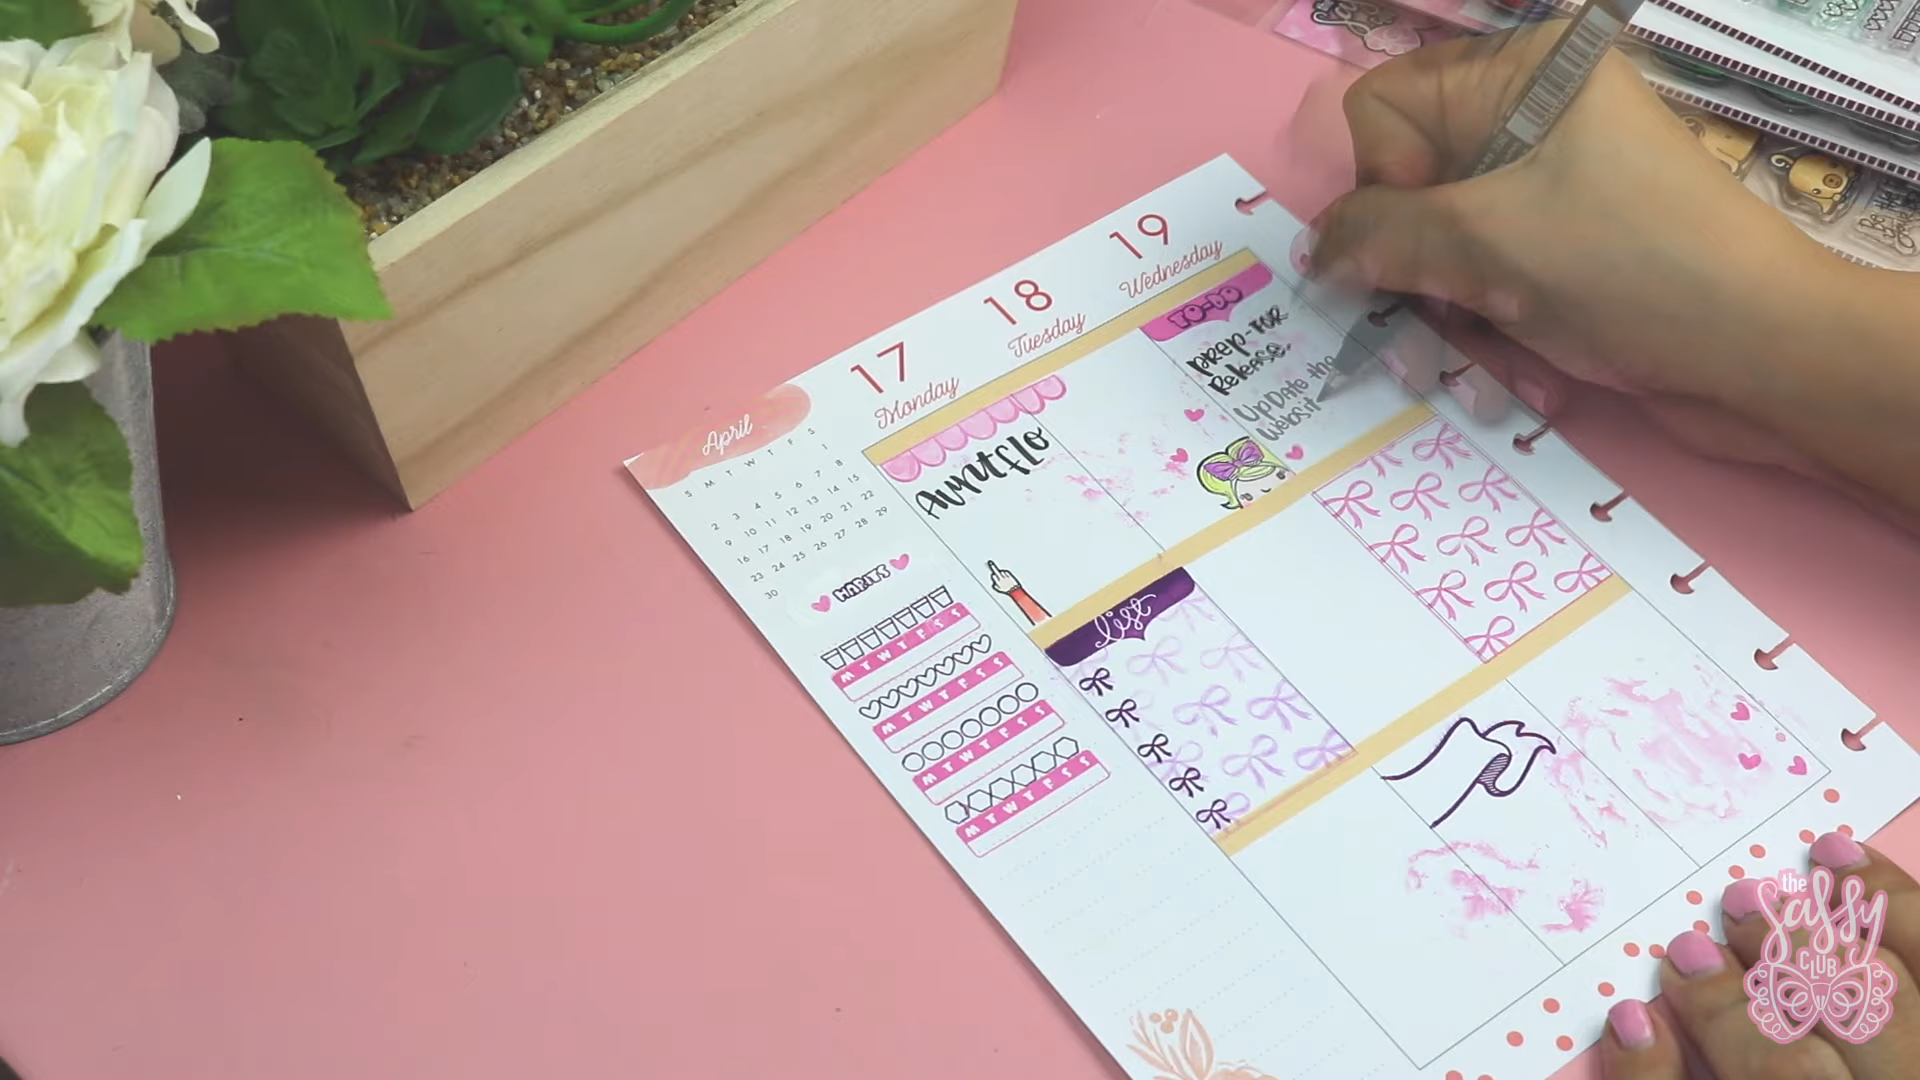 April
S M T W T F S
1
2 3 4 5 6 7 8
9 10 11 12 13 14 15
16 17 18 19 20 21 22
23 24 25 26 27 28 29
30
HABITS
M T W T F S S
M T W T F S S
M T W T F S S
M T W T F S S
17
Monday
18
Tuesday
19
Wednesday
Auntflo
TO-DO
PREP-FOR
Release.
UpDate the
Websit
list
the
Sassy
CLUB